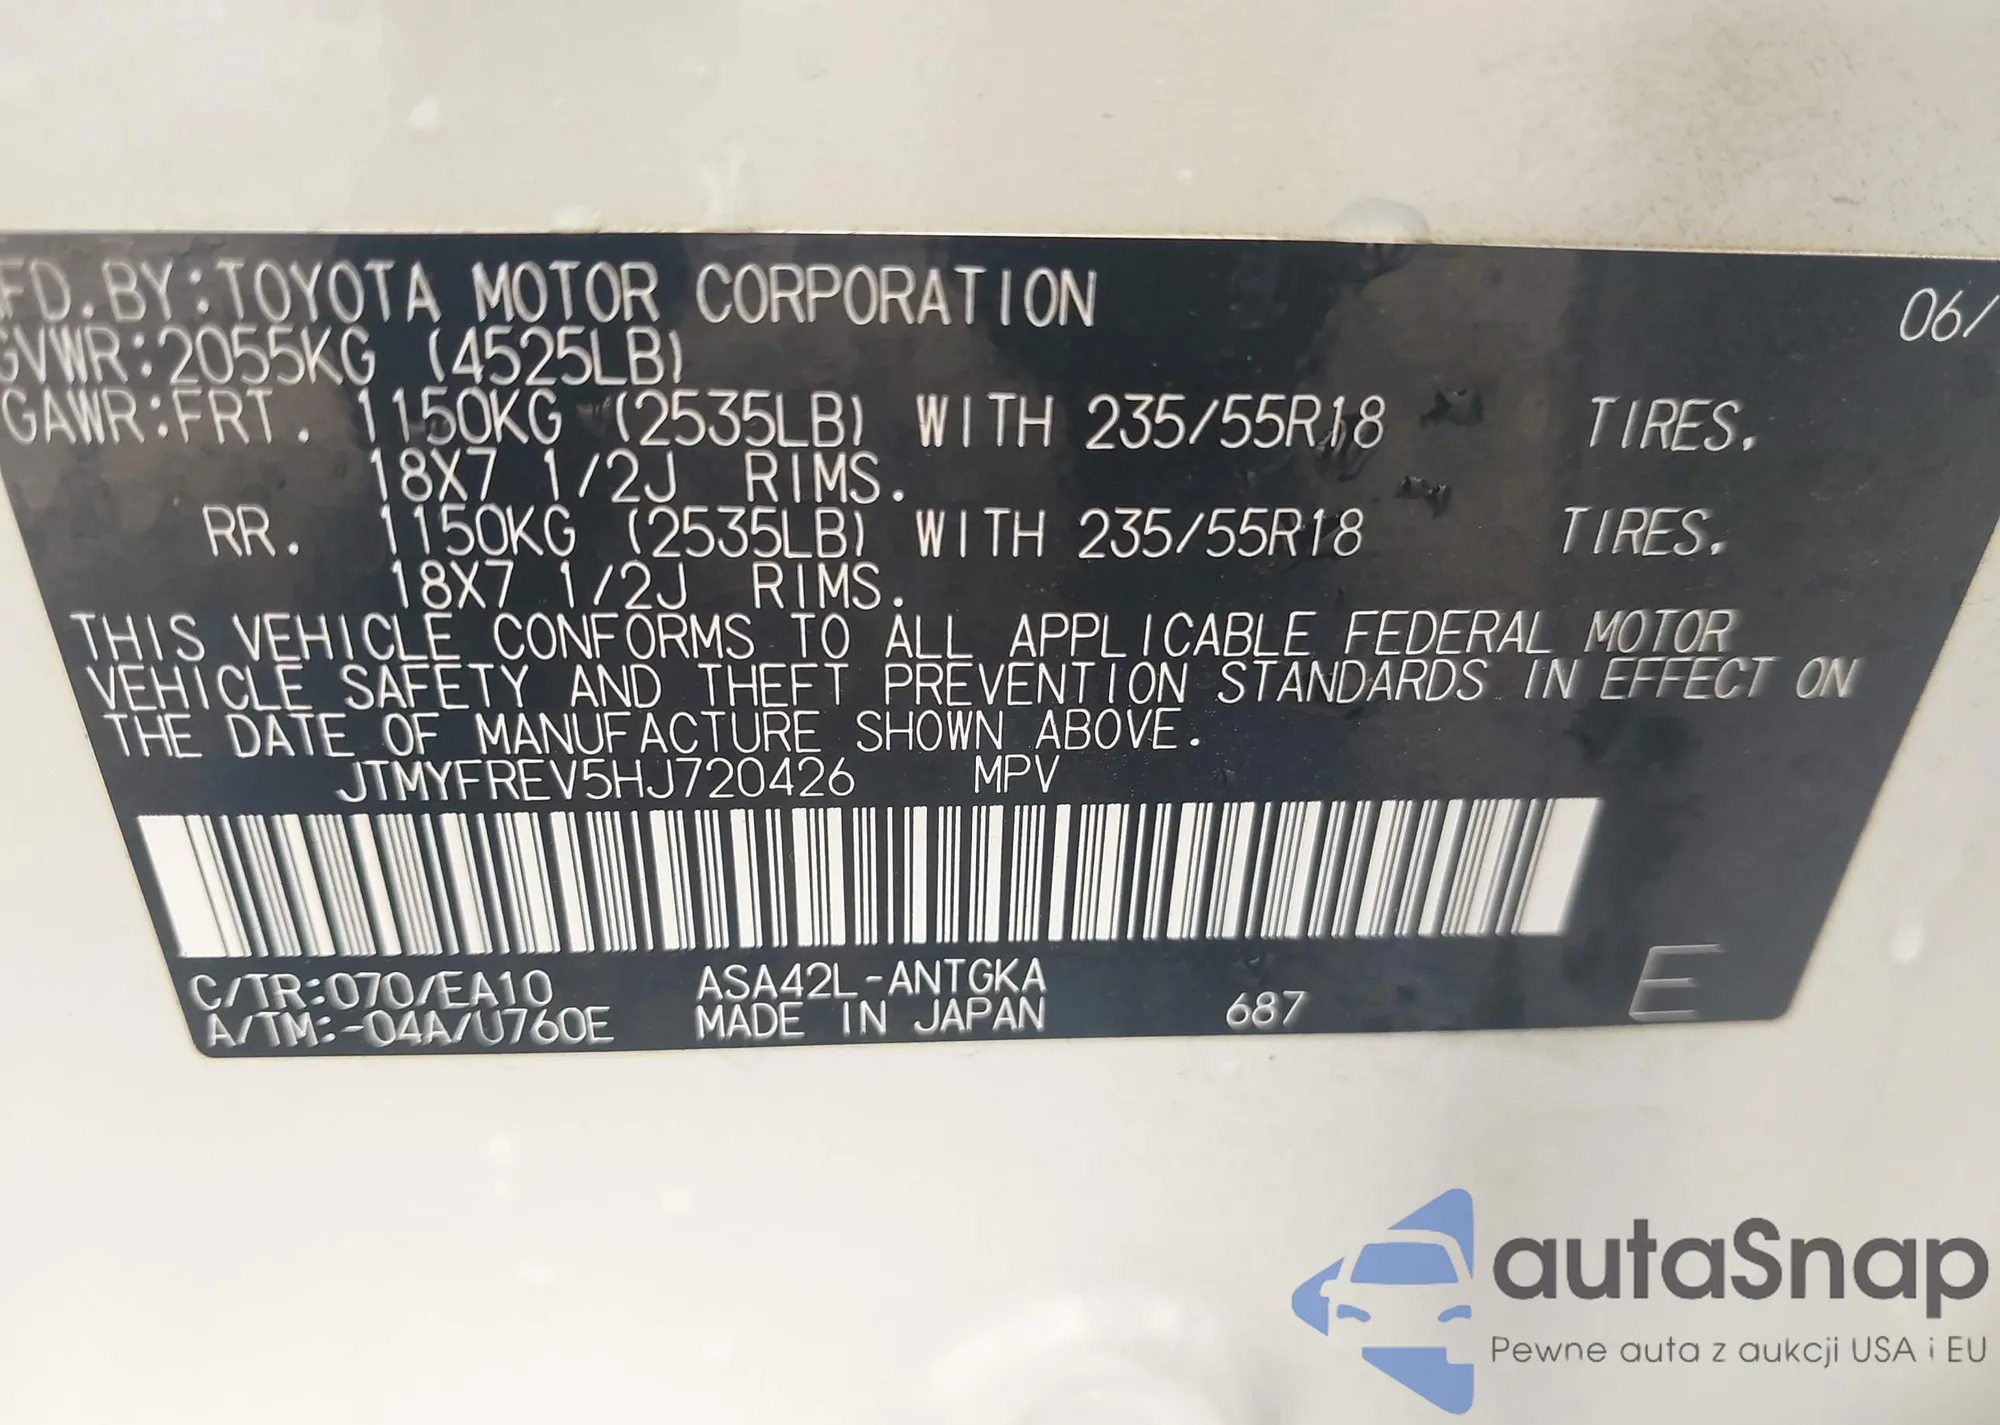 FD. BY:TOYOTA MOTOR CORPORATION 06/
GVWR:2055KG (4525LB)
GAWR:FRT. 1150KG (2535LB) WITH 235/55R18 TIRES.
18X7 1/2J RIMS.
RR. 1150KG (2535LB) WITH 235/55R18 TIRES.
18X7 1/2J RIMS.
THIS VEHICLE CONFORMS TO ALL APPLICABLE FEDERAL MOTOR
VEHICLE SAFETY AND THEFT PREVENTION STANDARDS IN EFFECT ON
THE DATE OF MANUFACTURE SHOWN ABOVE.
JTMYFREV5HJ720426 MPV
C/TR:070/EA10 ASA42L-ANTGKA
A/TM:-04A/U760E MADE IN JAPAN 687 E
autaSnap
Pewne auta z aukcji USA i EU